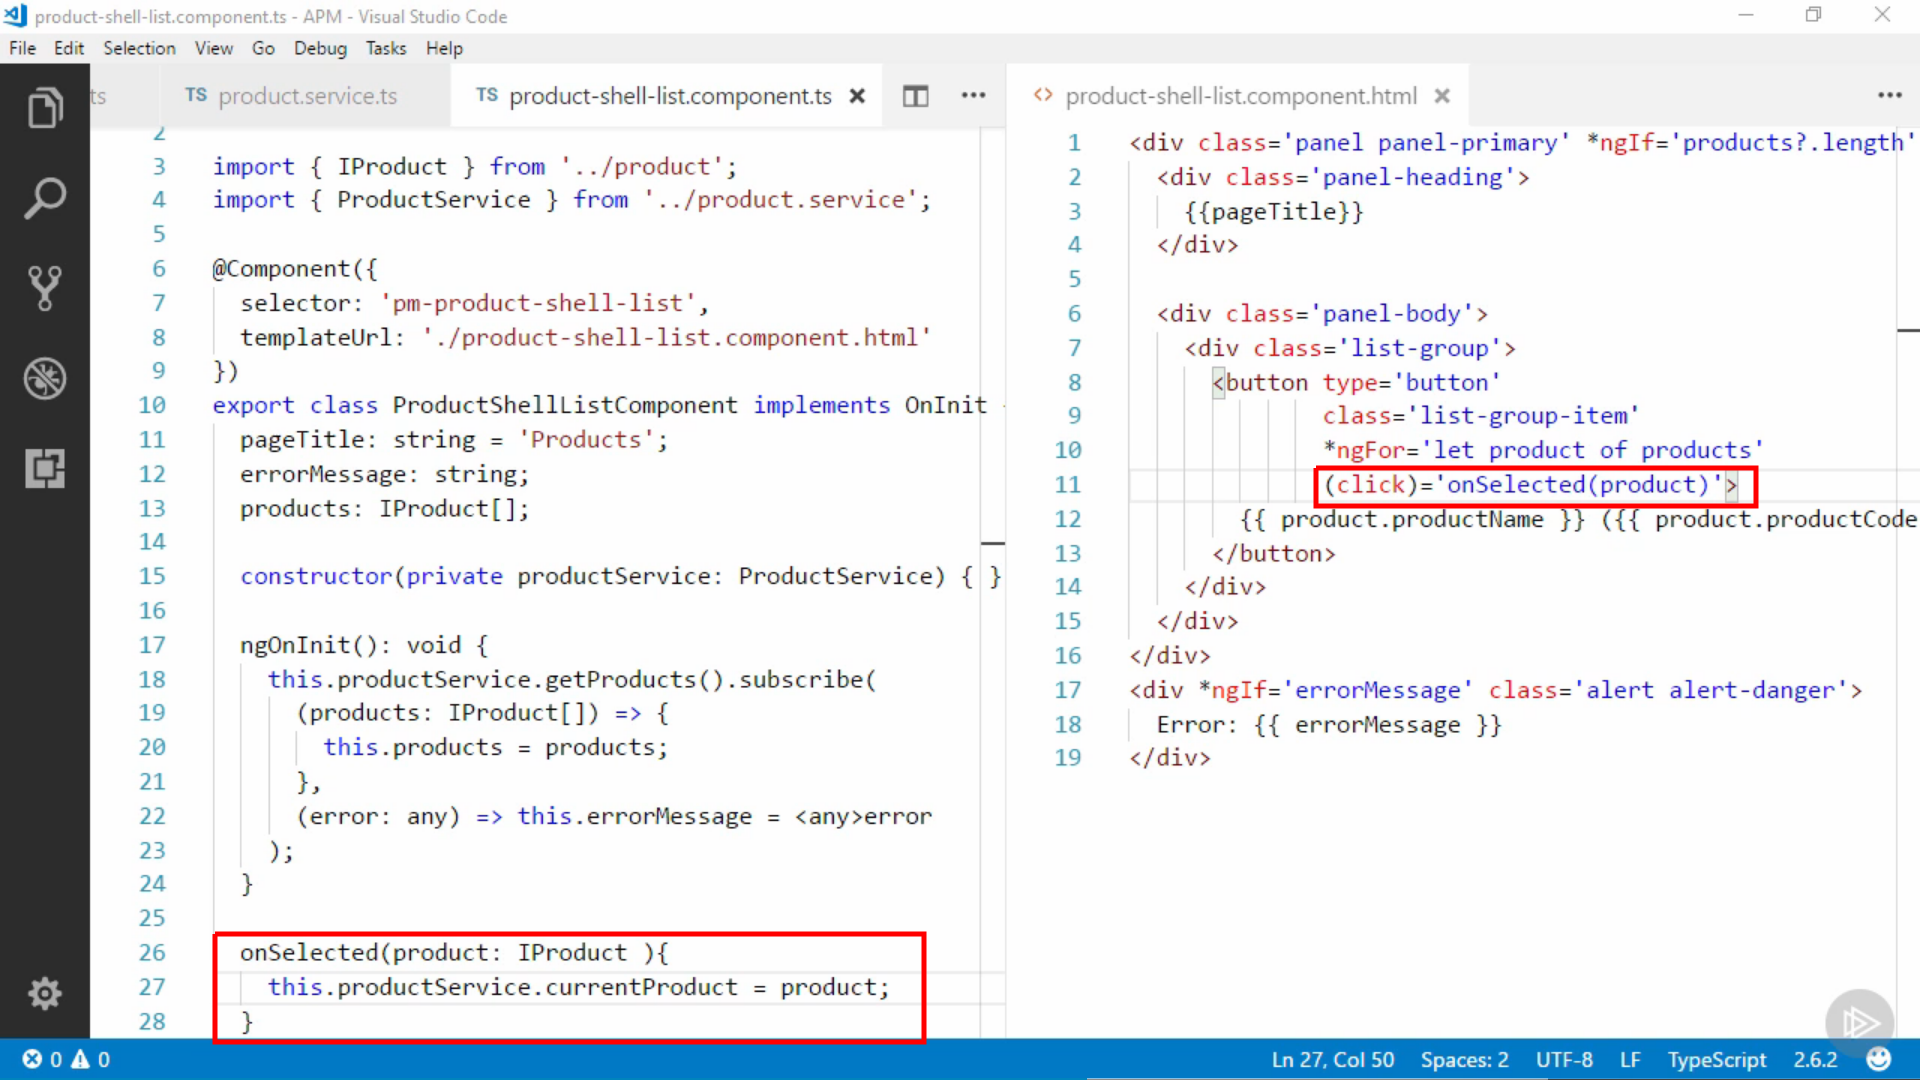 product-shell-list.component.ts - APM - Visual Studio Code
File Edit Selection View Go Debug Tasks Help
ts
TS product.service.ts
TS product-shell-list.component.ts
2
3 import { IProduct } from '../product';
4 import { ProductService } from '../product.service';
5
6 @Component({
7 selector: 'pm-product-shell-list',
8 templateUrl: './product-shell-list.component.html'
9 })
10 export class ProductShellListComponent implements OnInit
11 pageTitle: string = 'Products';
12 errorMessage: string;
13 products: IProduct[];
14
15 constructor(private productService: ProductService) { }
16
17 ngOnInit(): void {
18 this.productService.getProducts().subscribe(
19 (products: IProduct[]) => {
20 this.products = products;
21 },
22 (error: any) => this.errorMessage = <any>error
23 );
24 }
25
26 onSelected(product: IProduct ){
27 this.productService.currentProduct = product;
28 }
<> product-shell-list.component.html
1 <div class='panel panel-primary' *ngIf='products?.length'
2 <div class='panel-heading'>
3 {{pageTitle}}
4 </div>
5
6 <div class='panel-body'>
7 <div class='list-group'>
8 <button type='button'
9 class='list-group-item'
10 *ngFor='let product of products'
11 (click)='onSelected(product)'>
12 {{ product.productName }} ({{ product.productCode
13 </button>
14 </div>
15 </div>
16 </div>
17 <div *ngIf='errorMessage' class='alert alert-danger'>
18 Error: {{ errorMessage }}
19 </div>
0 0
Ln 27, Col 50 Spaces: 2 UTF-8 LF TypeScript 2.6.2